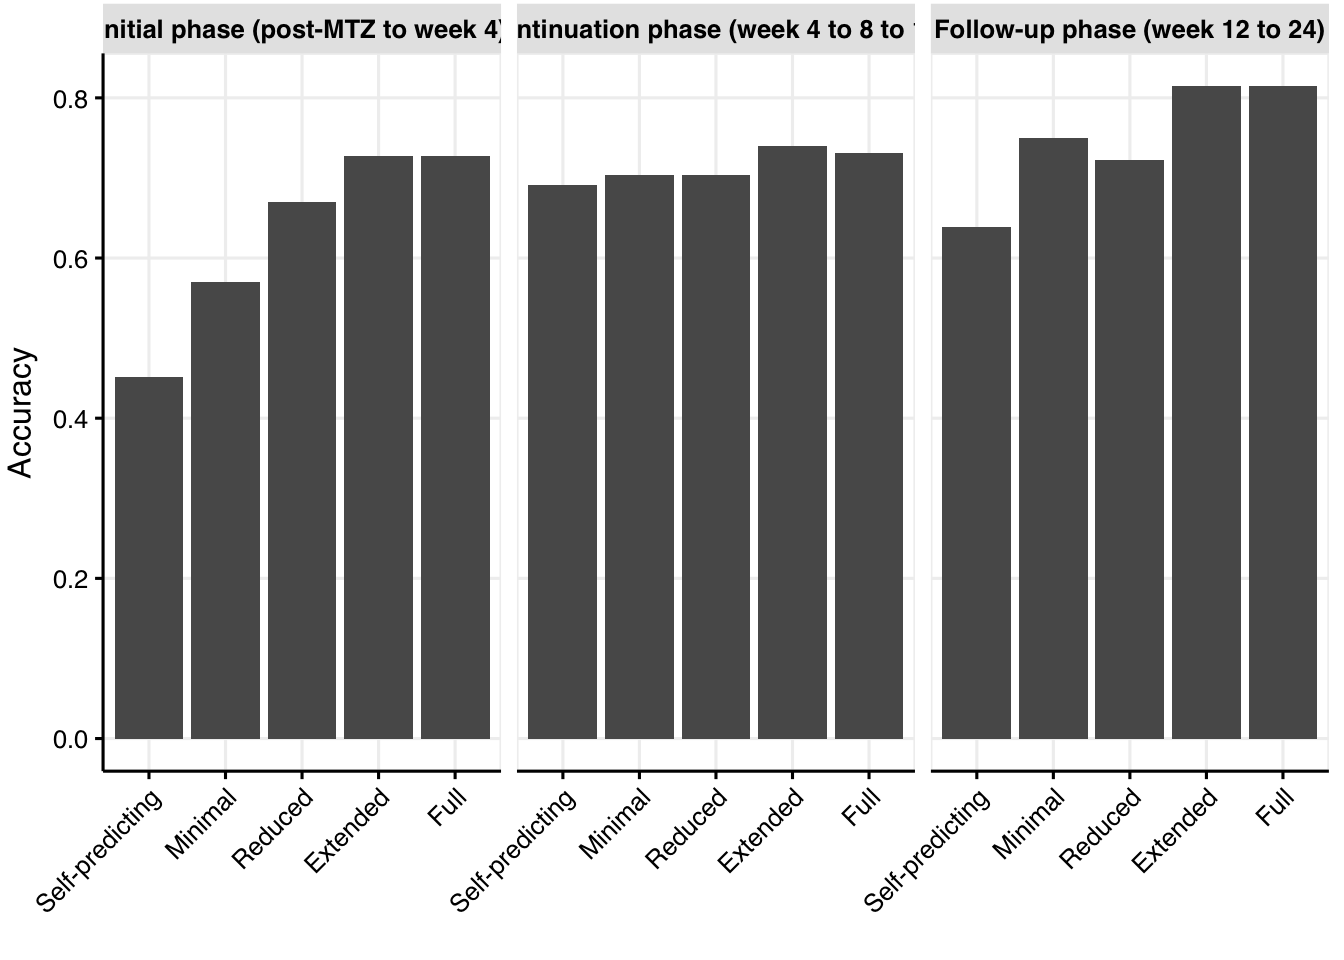 nitial phase (post-MTZ to week 4)
ntinuation phase (week 4 to 8 to
Follow-up phase (week 12 to 24)
Accuracy
0.8
0.6
0.4
0.2
0.0
Self-predicting
Minimal
Reduced
Extended
Full
Self-predicting
Minimal
Reduced
Extended
Full
Self-predicting
Minimal
Reduced
Extended
Full